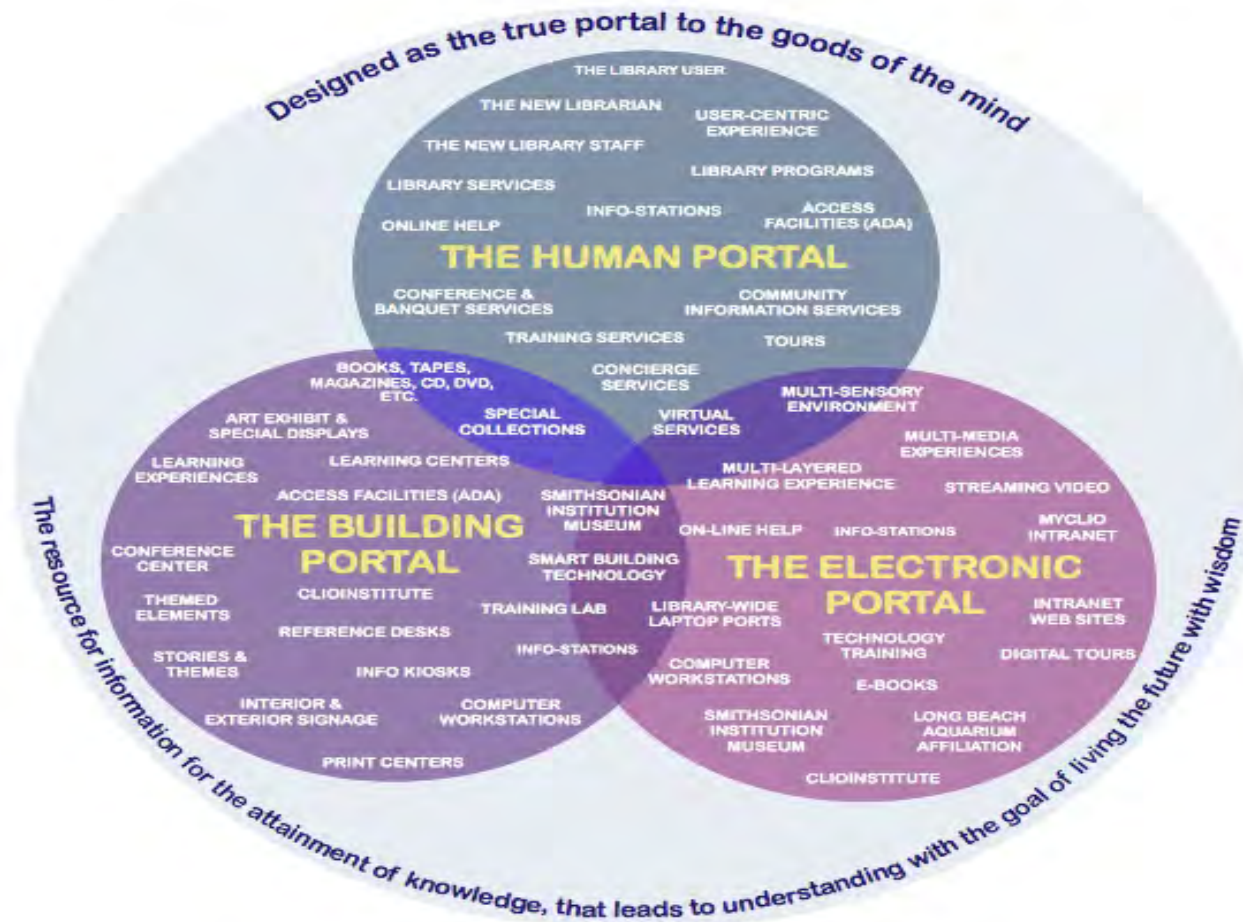 Designed as the true portal to the goods of the mind
THE LIBRARY USER
THE NEW LIBRARIAN
USER-CENTRIC
EXPERIENCE
THE NEW LIBRARY STAFF
LIBRARY PROGRAMS
LIBRARY SERVICES
INFO-STATIONS
ACCESS
FACILITIES (ADA)
ONLINE HELP
THE HUMAN PORTAL
CONFERENCE &
BANQUET SERVICES
COMMUNITY
INFORMATION SERVICES
TRAINING SERVICES
TOURS
CONCIERGE
SERVICES
BOOKS, TAPES,
MAGAZINES, CD, DVD,
ETC.
SPECIAL
COLLECTIONS
VIRTUAL
SERVICES
MULTI-SENSORY
ENVIRONMENT
ART EXHIBIT &
SPECIAL DISPLAYS
LEARNING
EXPERIENCES
LEARNING CENTERS
ACCESS FACILITIES (ADA)
SMITHSONIAN
INSTITUTION
MUSEUM
THE BUILDING
PORTAL
CONFERENCE
CENTER
SMART BUILDING
TECHNOLOGY
CLIOINSTITUTE
THEMED
ELEMENTS
TRAINING LAB
REFERENCE DESKS
INFO-STATIONS
STORIES &
THEMES
INFO KIOSKS
INTERIOR &
EXTERIOR SIGNAGE
COMPUTER
WORKSTATIONS
PRINT CENTERS
MULTI-MEDIA
EXPERIENCES
MULTI-LAYERED
LEARNING EXPERIENCE
STREAMING VIDEO
ON-LINE HELP
INFO-STATIONS
MYCLIO
INTRANET
THE ELECTRONIC
PORTAL
LIBRARY-WIDE
LAPTOP PORTS
INTRANET
WEB SITES
TECHNOLOGY
TRAINING
DIGITAL TOURS
COMPUTER
WORKSTATIONS
E-BOOKS
SMITHSONIAN
INSTITUTION
MUSEUM
LONG BEACH
AQUARIUM
AFFILIATION
CLIOINSTITUTE
The resource for information for the attainment of knowledge, that leads to understanding with the goal of living the future with wisdom